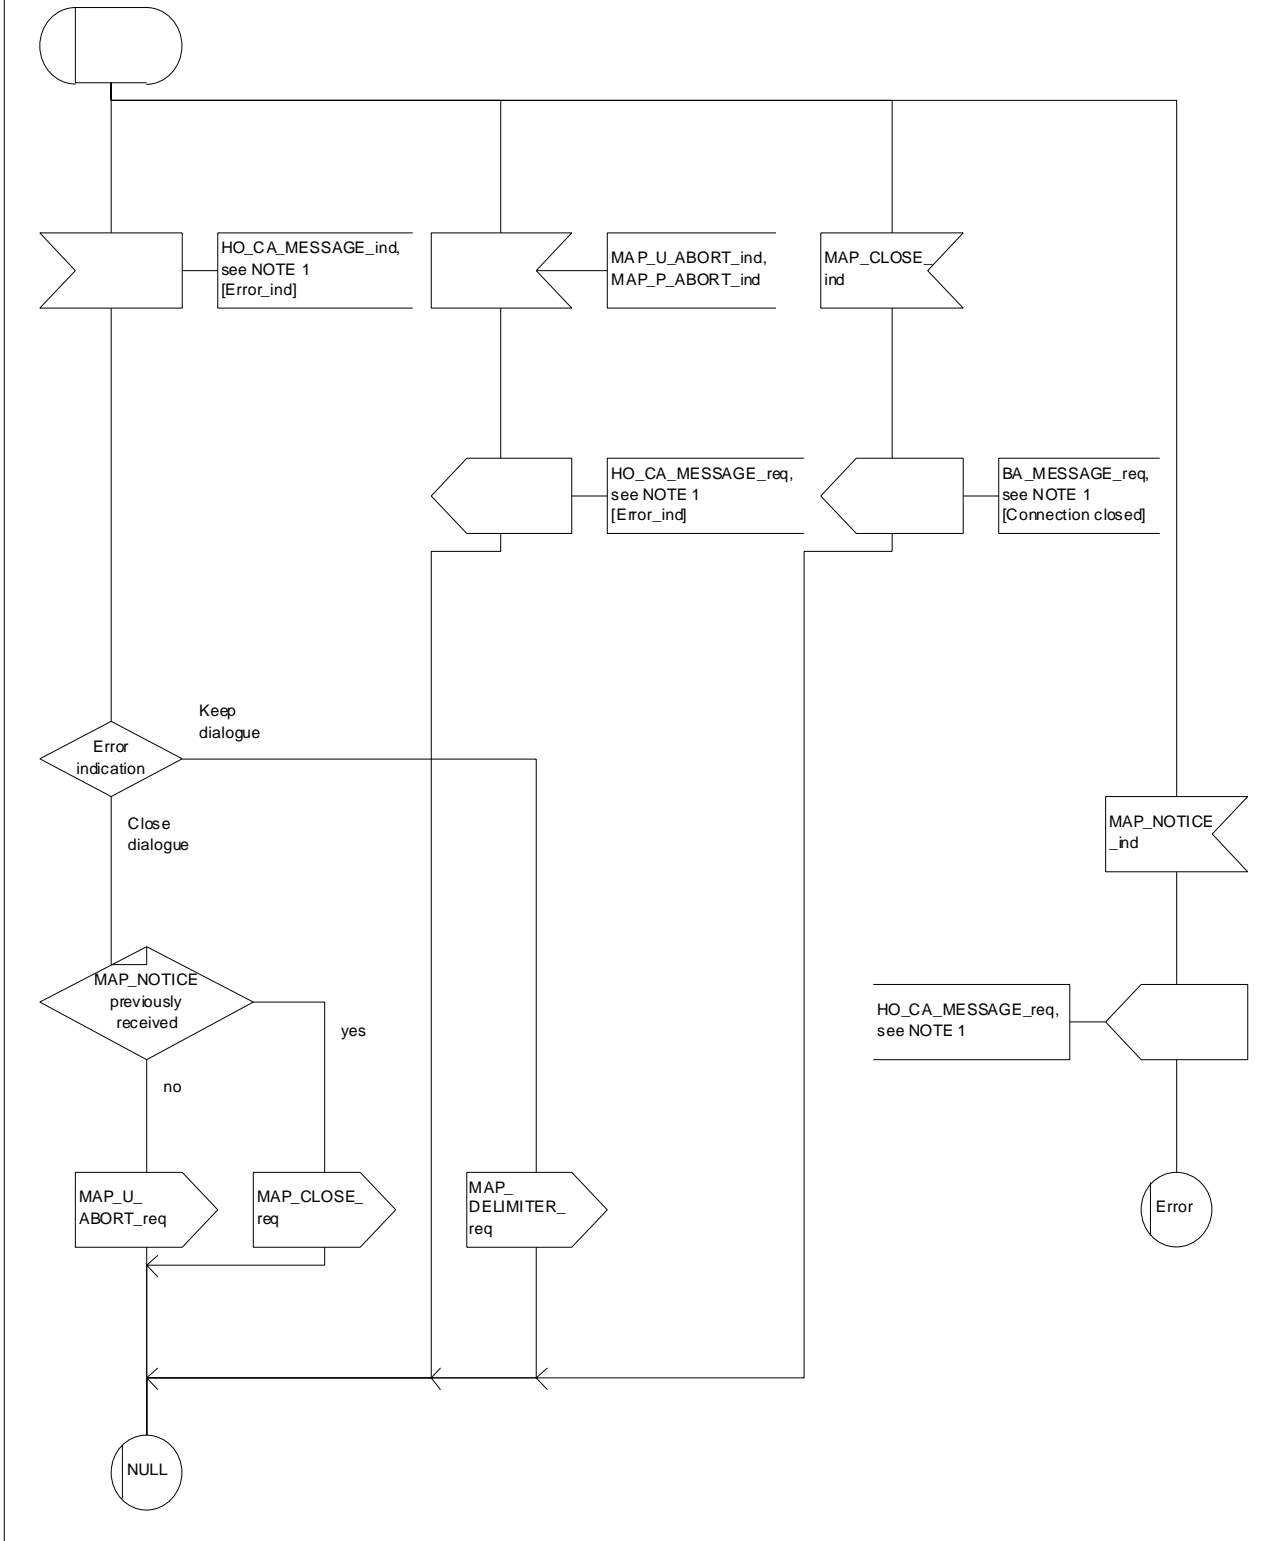 HO_CA_MESSAGE_ind,
see NOTE 1
[Error_ind]
MAP_U_ABORT_ind,
MAP_P_ABORT_ind
MAP_CLOSE_
ind
HO_CA_MESSAGE_req,
see NOTE 1
[Error_ind]
BA_MESSAGE_req,
see NOTE 1
[Connection closed]
Keep
dialogue
Error
indication
Close
dialogue
MAP_NOTICE
_ind
MAP_NOTICE
previously
received
yes
no
HO_CA_MESSAGE_req,
see NOTE 1
MAP_U_
ABORT_req
MAP_CLOSE_
req
MAP_
DELIMITER_
req
Error
NULL